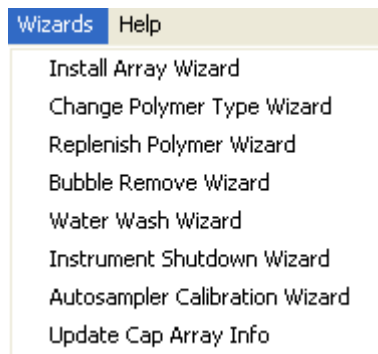 Wizards Help
Install Array Wizard
Change Polymer Type Wizard
Replenish Polymer Wizard
Bubble Remove Wizard
Water Wash Wizard
Instrument Shutdown Wizard
Autosampler Calibration Wizard
Update Cap Array Info